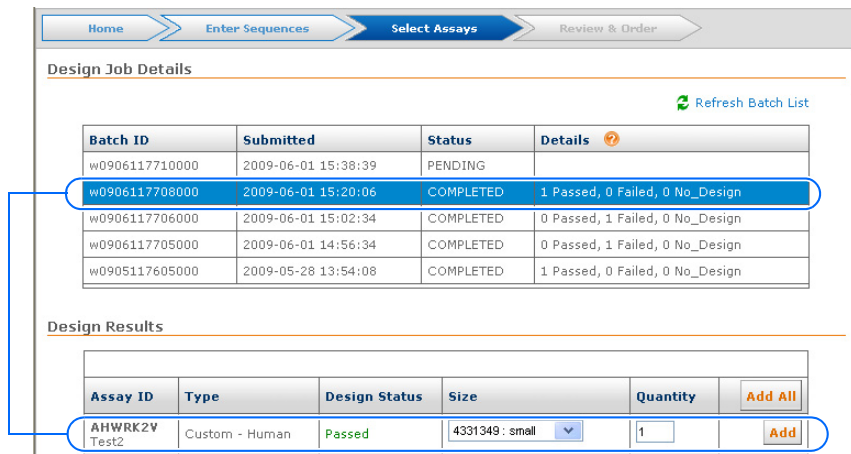 Home Enter Sequences Select Assays Review & Order
Design Job Details
Refresh Batch List
Batch ID Submitted Status Details ?
w0906117710000 2009-06-01 15:38:39 PENDING
w0906117708000 2009-06-01 15:20:06 COMPLETED 1 Passed, 0 Failed, 0 No_Design
w0906117706000 2009-06-01 15:02:34 COMPLETED 0 Passed, 1 Failed, 0 No_Design
w0906117705000 2009-06-01 14:56:34 COMPLETED 0 Passed, 1 Failed, 0 No_Design
w0905117605000 2009-05-28 13:54:08 COMPLETED 1 Passed, 0 Failed, 0 No_Design
Design Results
Assay ID Type Design Status Size Quantity Add All
AHWRK2V Custom - Human Passed 4331349 : small 1 Add
Test2